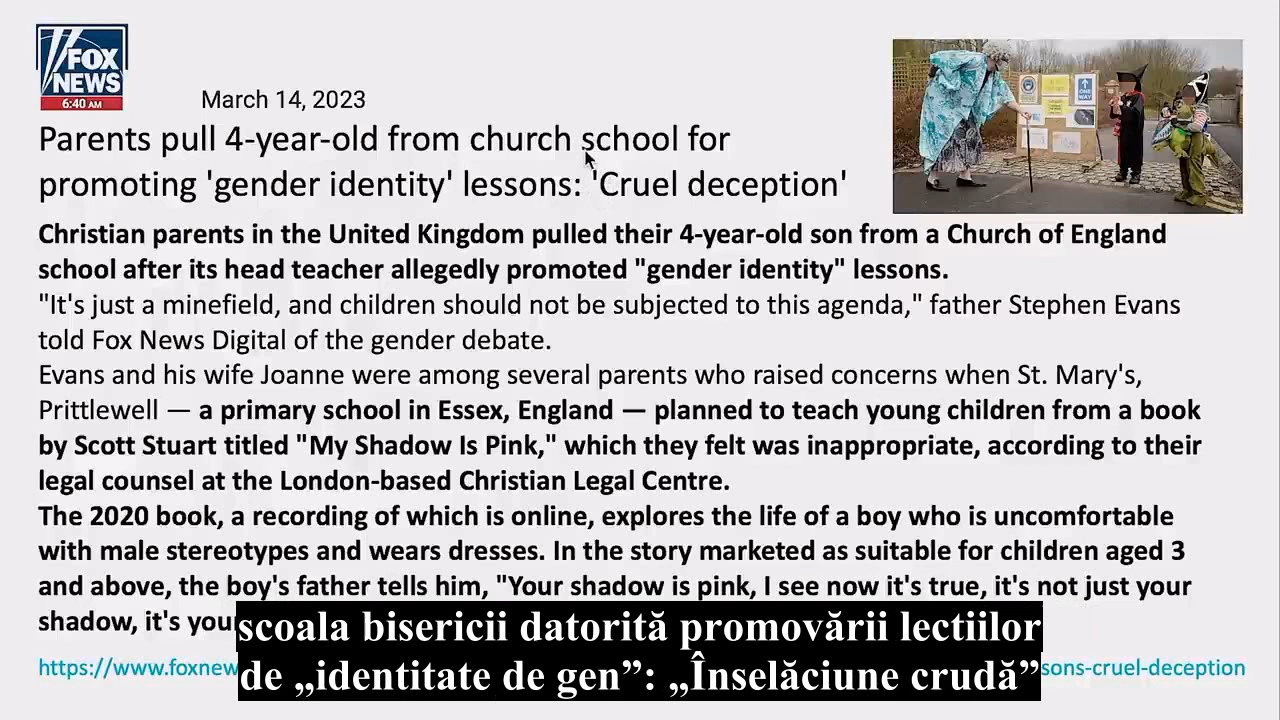 FOX
NEWS
6:40 AM
March 14, 2023
Parents pull 4-year-old from church school for
promoting 'gender identity' lessons: 'Cruel deception'
ONE
WAY
Christian parents in the United Kingdom pulled their 4-year-old son from a Church of England
school after its head teacher allegedly promoted "gender identity" lessons.
"It's just a minefield, and children should not be subjected to this agenda," father Stephen Evans
told Fox News Digital of the gender debate.
Evans and his wife Joanne were among several parents who raised concerns when St. Mary's,
Prittlewell — a primary school in Essex, England — planned to teach young children from a book
by Scott Stuart titled "My Shadow Is Pink," which they felt was inappropriate, according to their
legal counsel at the London-based Christian Legal Centre.
The 2020 book, a recording of which is online, explores the life of a boy who is uncomfortable
with male stereotypes and wears dresses. In the story marketed as suitable for children aged 3
and above, the boy's father tells him, "Your shadow is pink, I see now it's true, it's not just your
shadow, it's you
scoala bisericii datorită promovării lectiilor
https://www.foxnew sons-cruel-deception
de „identitate de gen”: „Înselăciune crudă”